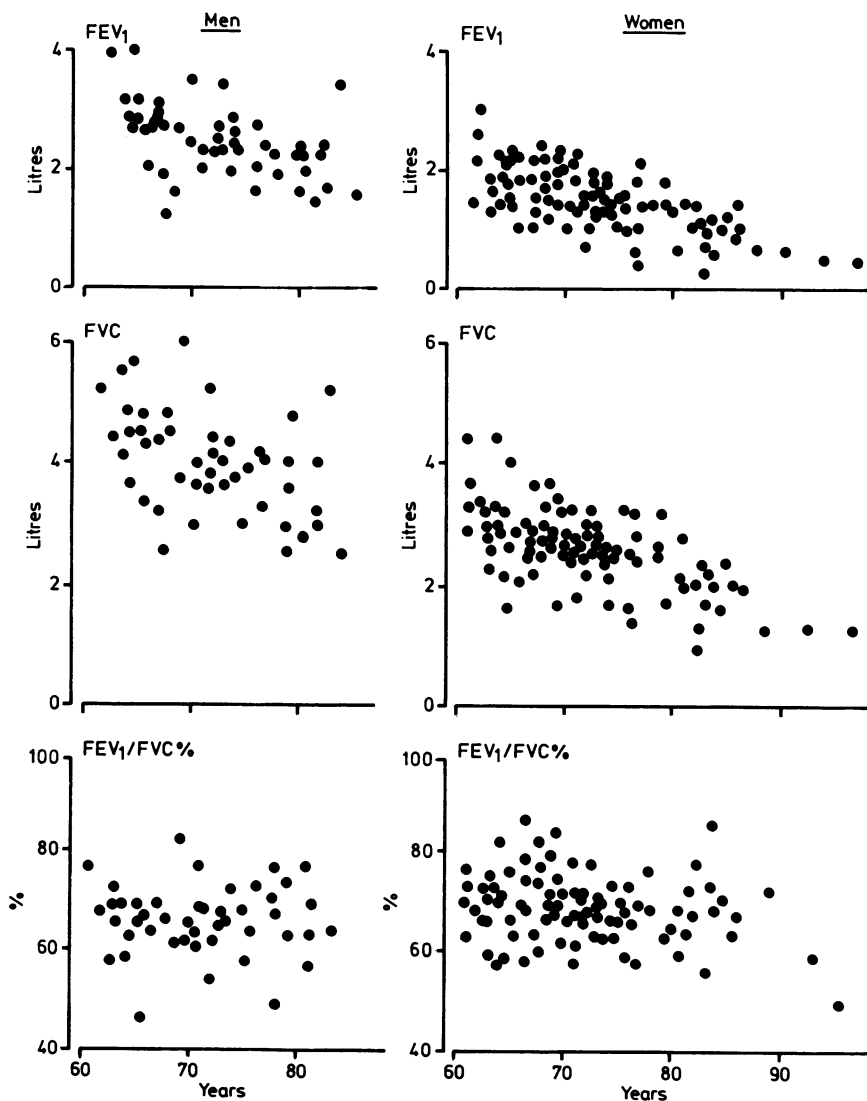 Men
Women
FEV₁
FEV₁
4
2
0
Litres
4
2
0
Litres
FVC
FVC
6
4
2
0
Litres
6
4
2
0
Litres
FEV₁/FVC%
FEV₁/FVC%
100
80
60
40
%
100
80
60
40
%
60 70 80
Years
60 70 80 90
Years